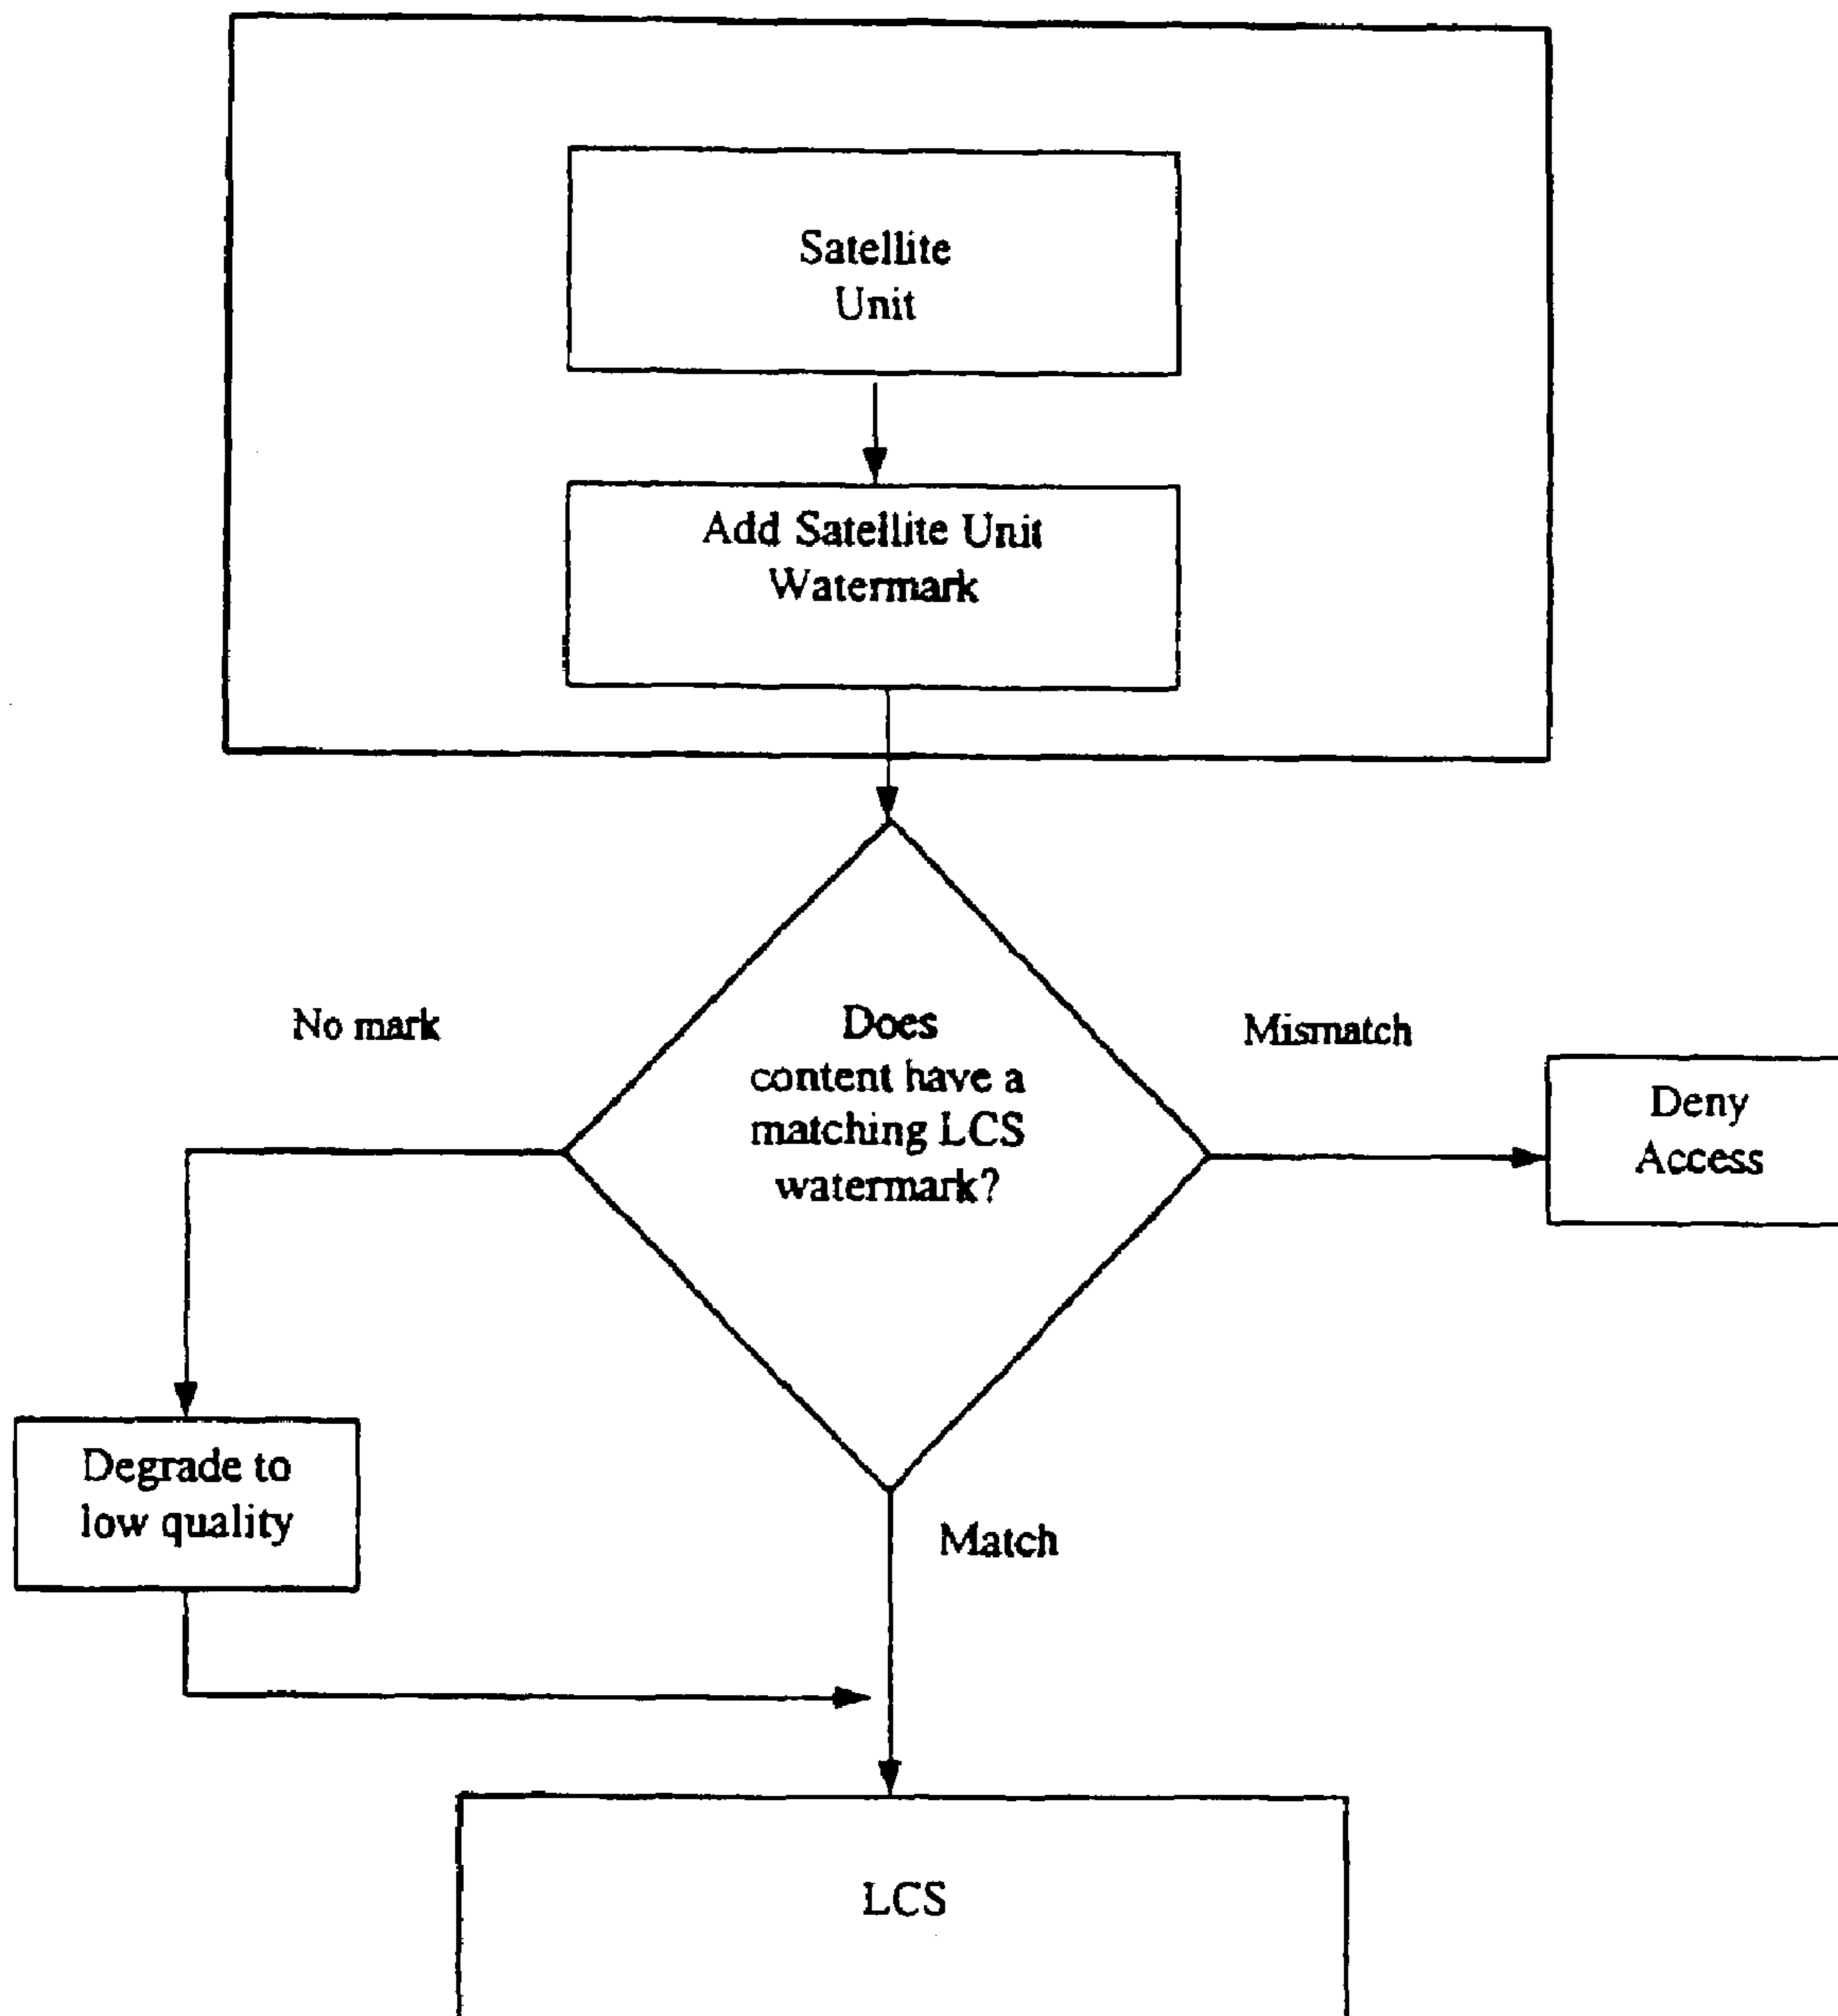 Satellite
Unit
Add Satellite Unit
Watermark
No mark
Does
content have a
matching LCS
watermark?
Mismatch
Deny
Access
Degrade to
low quality
Match
LCS